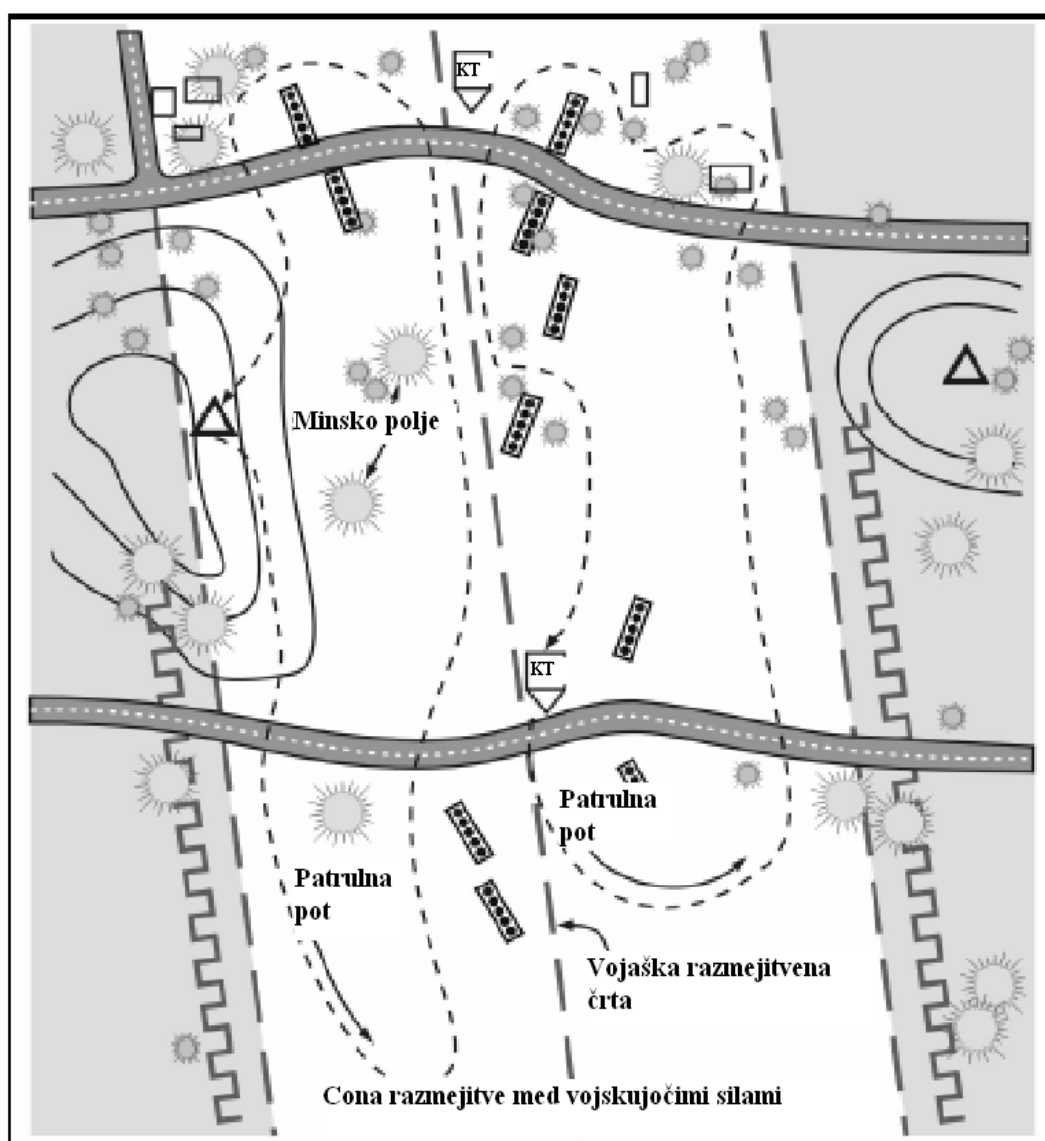 KT
Minsko polje
KT
Patrulna
pot
Patrulna
pot
Vojaška razmejitvena
črta
Cona razmejitve med vojskujočimi silami